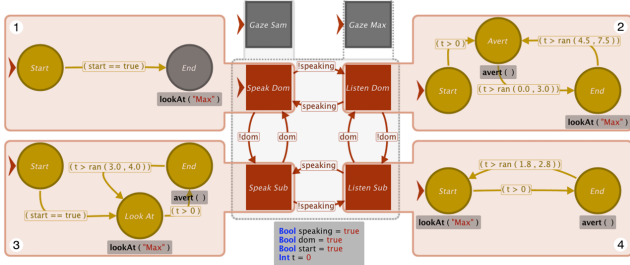 1
Start
(start == true)
End
lookAt("Max")
Gaze Sam
Gaze Max
!speaking
Speak Dom
Listen Dom
speaking
!dom
dom
dom
!dom
speaking
Speak Sub
Listen Sub
!speaking
Bool speaking = true
Bool dom = true
Bool start = true
Int t = 0
2
(t > 0)
Avert
(t > ran (4.5 , 7.5))
avert( )
(t > ran (0.0 , 3.0))
Start
End
lookAt("Max")
3
Start
(t > ran (3.0 , 4.0))
End
avert( )
(start == true)
Look At
(t > 0)
lookAt("Max")
4
(t > ran (1.8 , 2.8))
Start
(t > 0)
End
lookAt("Max")
avert( )